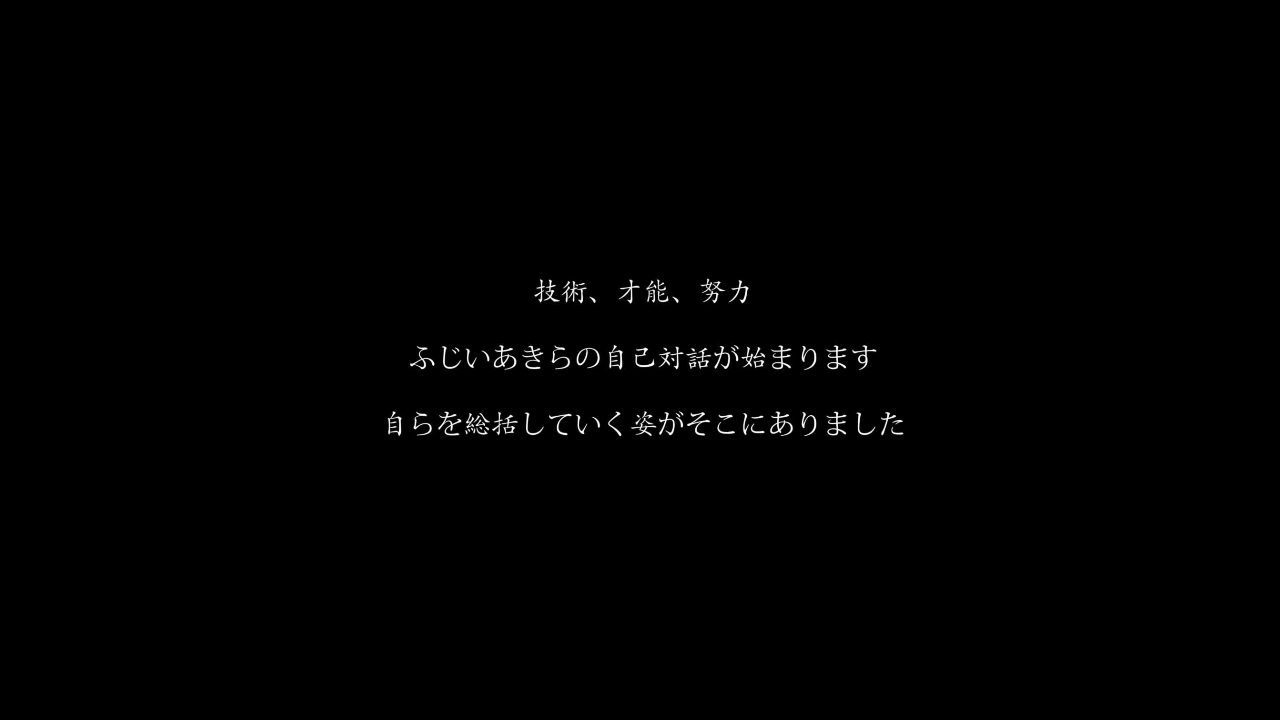 技術、才能、努力
ふじいあきらの自己対話が始まります
自らを総括していく姿がそこにありました